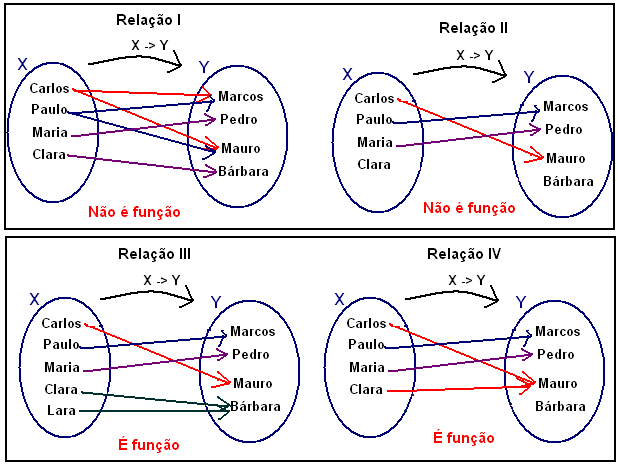 Relação I
X -> Y
X
Y
Carlos
Paulo
Maria
Clara
Marcos
Pedro
Mauro
Bárbara
Não é função
Relação II
X -> Y
X
Y
Carlos
Paulo
Maria
Clara
Marcos
Pedro
Mauro
Bárbara
Não é função
Relação III
X -> Y
X
Y
Carlos
Paulo
Maria
Clara
Lara
Marcos
Pedro
Mauro
Bárbara
É função
Relação IV
X -> Y
X
Y
Carlos
Paulo
Maria
Clara
Marcos
Pedro
Mauro
Bárbara
É função